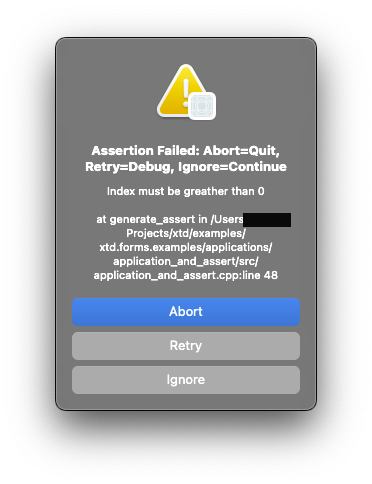 Assertion Failed: Abort=Quit,
Retry=Debug, Ignore=Continue
Index must be greather than 0
at generate_assert in /Users
Projects/xtd/examples/
xtd.forms.examples/applications/
application_and_assert/src/
application_and_assert.cpp:line 48
Abort
Retry
Ignore